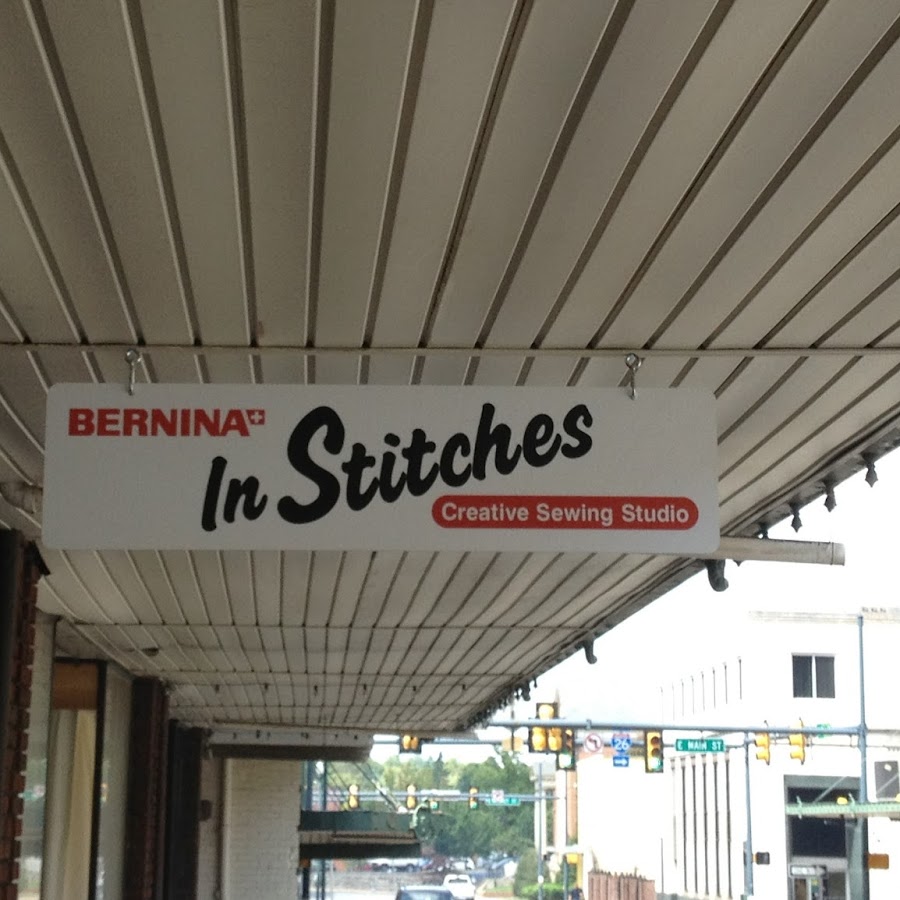 BERNINA
In Stitches
Creative Sewing Studio
26
E MAIN ST